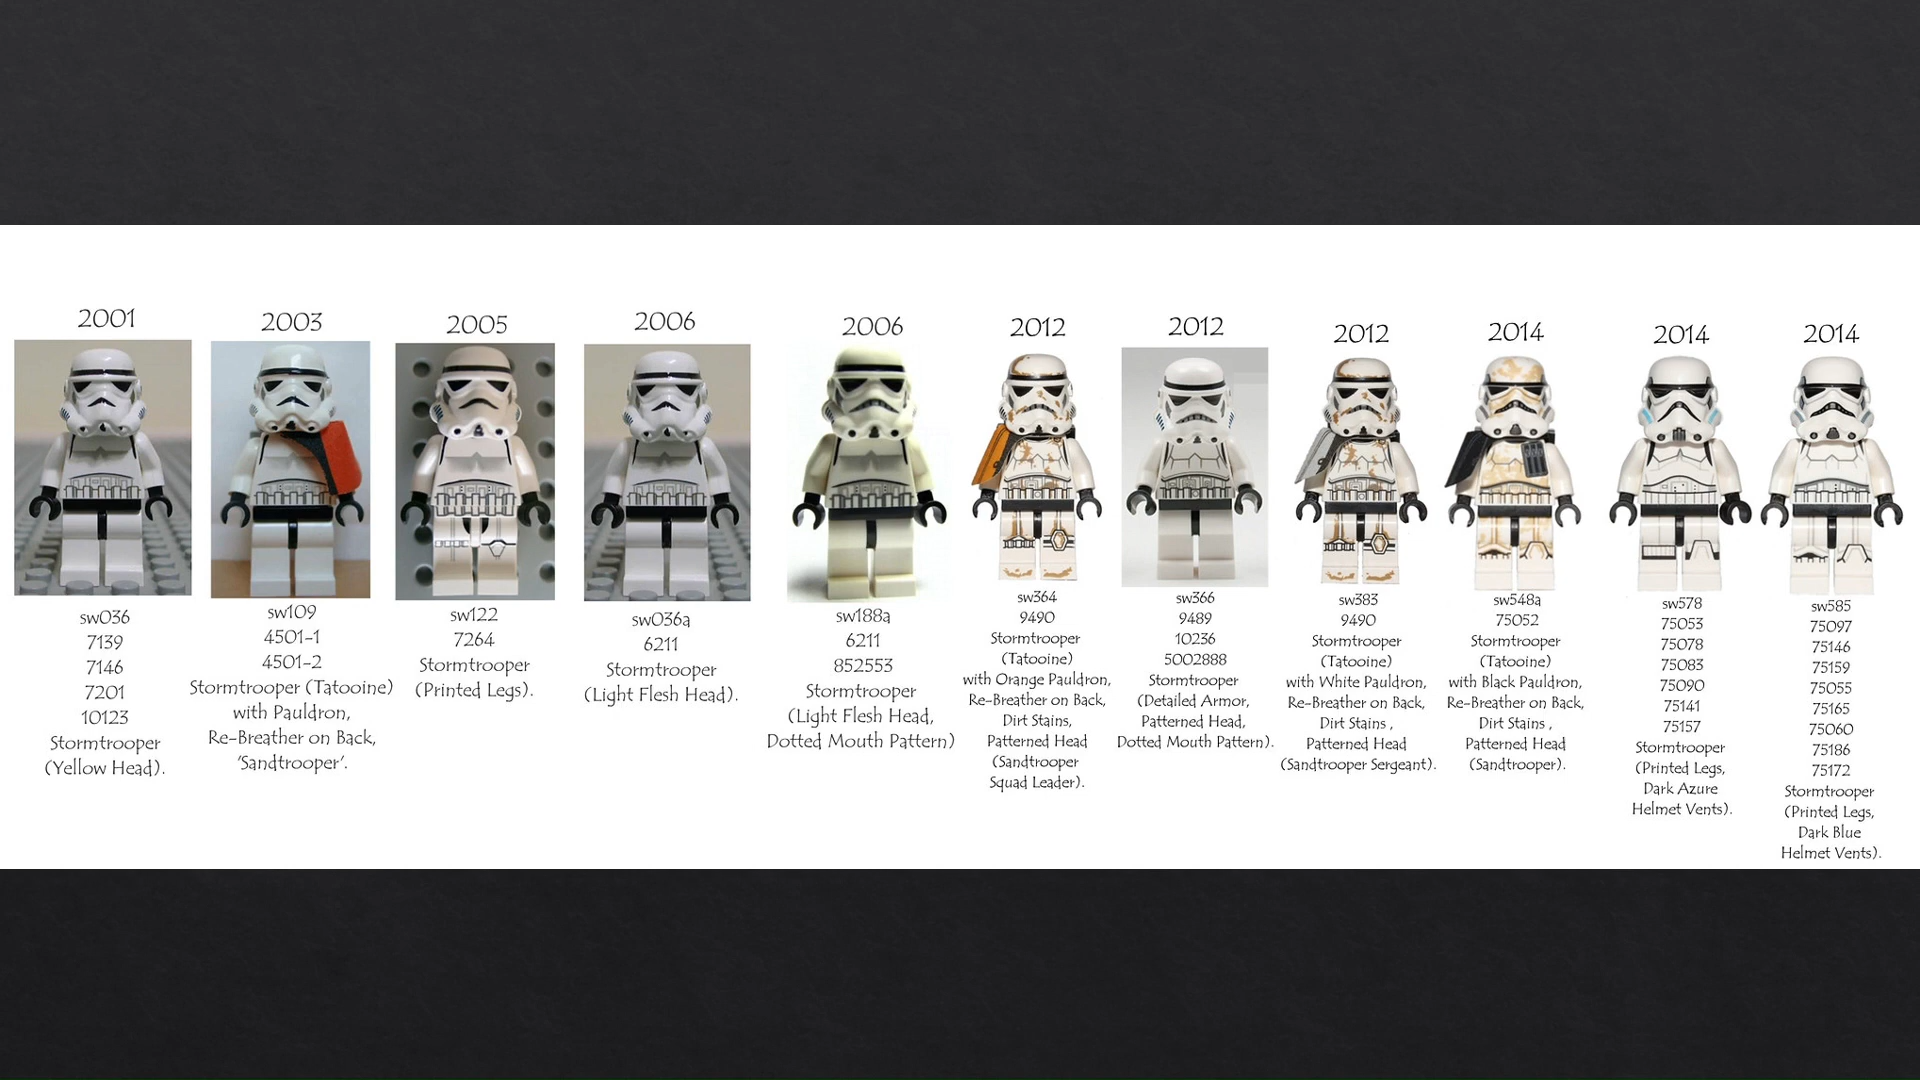 2001
sw036
7139
7146
7201
10123
Stormtrooper
(Yellow Head).
2003
sw109
4501-1
4501-2
Stormtrooper (Tatooine)
with Pauldron,
Re-Breather on Back,
'Sandtrooper'.
2005
sw122
7264
Stormtrooper
(Printed Legs).
2006
sw036a
6211
Stormtrooper
(Light Flesh Head).
2006
sw188a
6211
852553
Stormtrooper
(Light Flesh Head,
Dotted Mouth Pattern)
2012
sw364
9490
Stormtrooper
(Tatooine)
with Orange Pauldron,
Re-Breather on Back,
Dirt Stains,
Patterned Head
(Sandtrooper
Squad Leader).
2012
sw366
9489
10236
5002888
Stormtrooper
(Detailed Armor,
Patterned Head,
Dotted Mouth Pattern).
2012
sw383
9490
Stormtrooper
(Tatooine)
with White Pauldron,
Re-Breather on Back,
Dirt Stains ,
Patterned Head
(Sandtrooper Sergeant).
2014
sw548a
75052
Stormtrooper
(Tatooine)
with Black Pauldron,
Re-Breather on Back,
Dirt Stains ,
Patterned Head
(Sandtrooper).
2014
sw578
75053
75078
75083
75090
75141
75157
Stormtrooper
(Printed Legs,
Dark Azure
Helmet Vents).
2014
sw585
75097
75146
75159
75055
75165
75060
75186
75172
Stormtrooper
(Printed Legs,
Dark Blue
Helmet Vents).